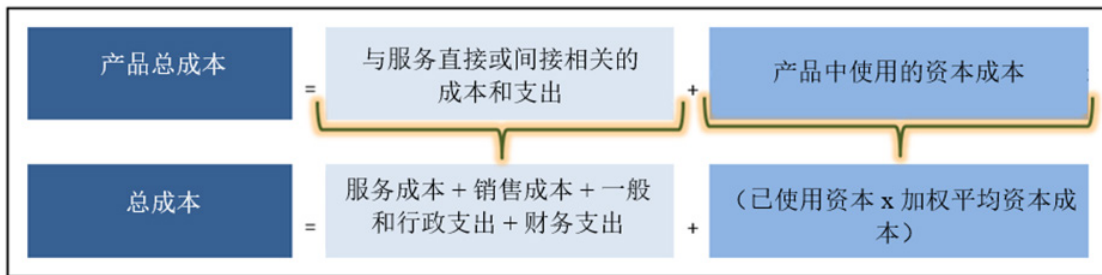 产品总成本
=
与服务直接或间接相关的
成本和支出
+
产品中使用的资本成本
总成本
=
服务成本 + 销售成本 + 一般
和行政支出 + 财务支出
+
（已使用资本 x 加权平均资本成
本）